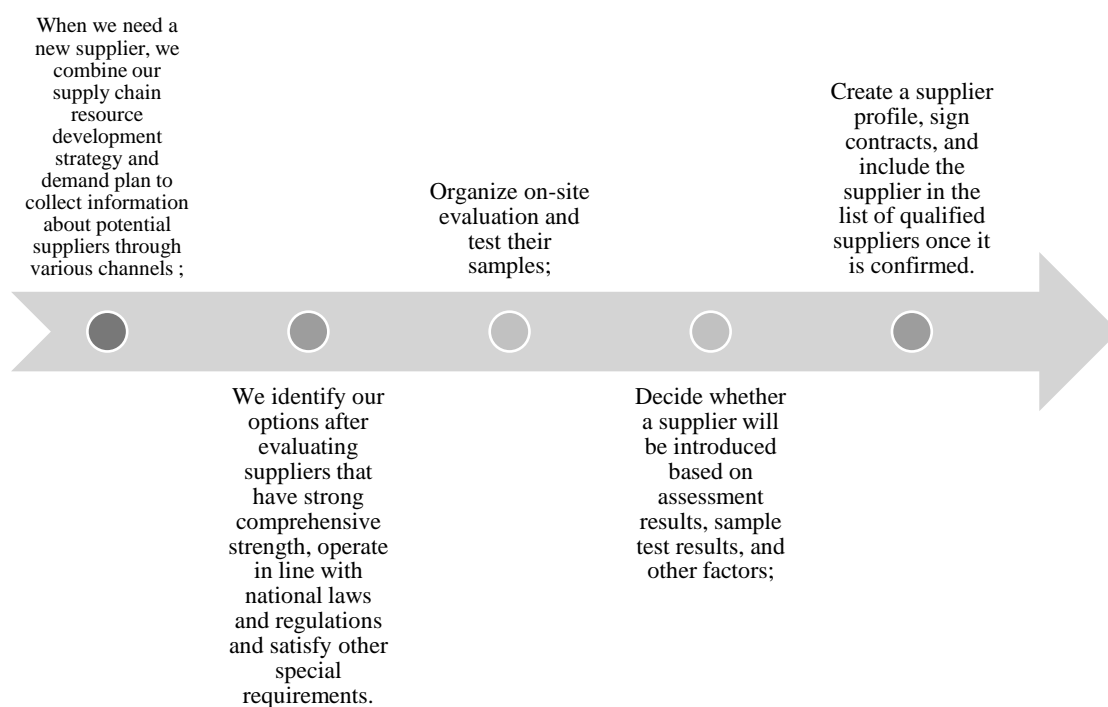 When we need a
new supplier, we
combine our
supply chain
resource
development
strategy and
demand plan to
collect information
about potential
suppliers through
various channels ;
We identify our
options after
evaluating
suppliers that
have strong
comprehensive
strength, operate
in line with
national laws
and regulations
and satisfy other
special
requirements.
Organize on-site
evaluation and
test their
samples;
Decide whether
a supplier will
be introduced
based on
assessment
results, sample
test results, and
other factors;
Create a supplier
profile, sign
contracts, and
include the
supplier in the
list of qualified
suppliers once it
is confirmed.